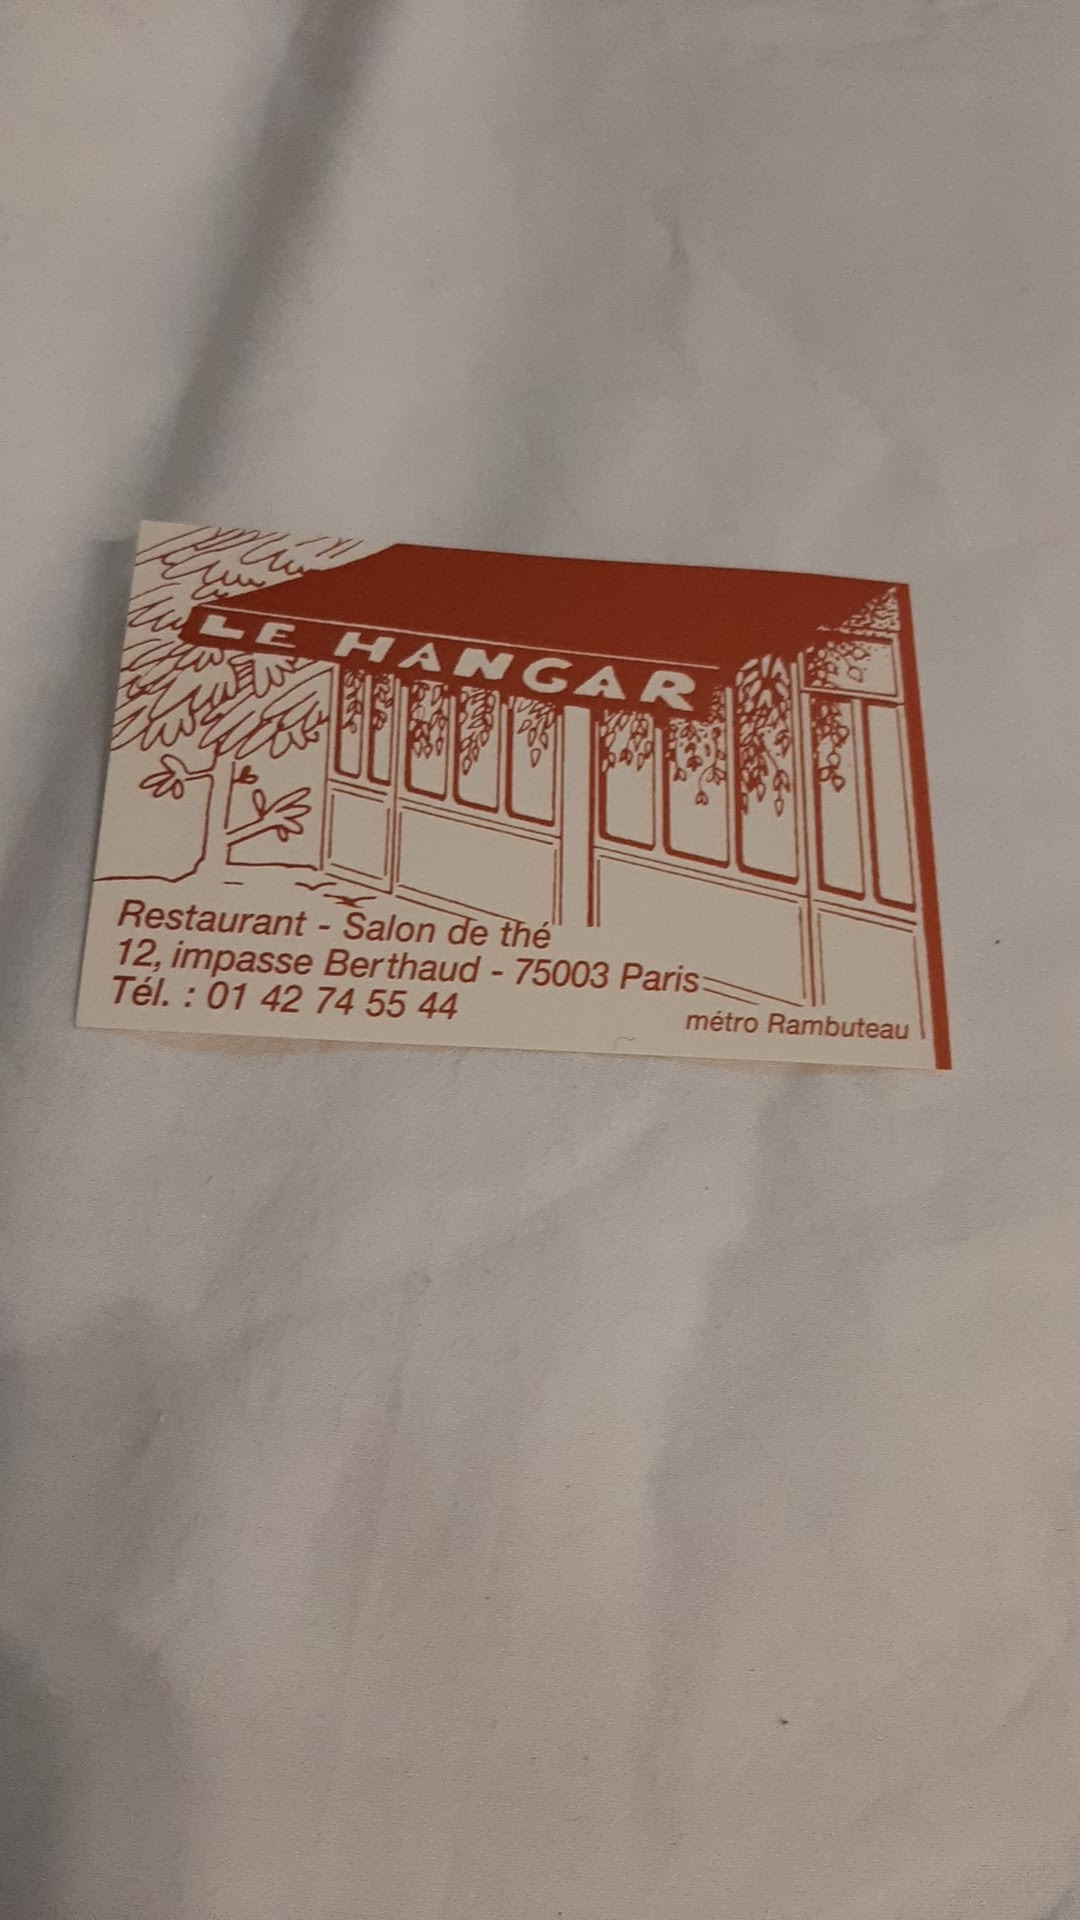 LE HANGAR
Restaurant - Salon de thé
12, impasse Berthaud - 75003 Paris
Tél. : 01 42 74 55 44
métro Rambuteau